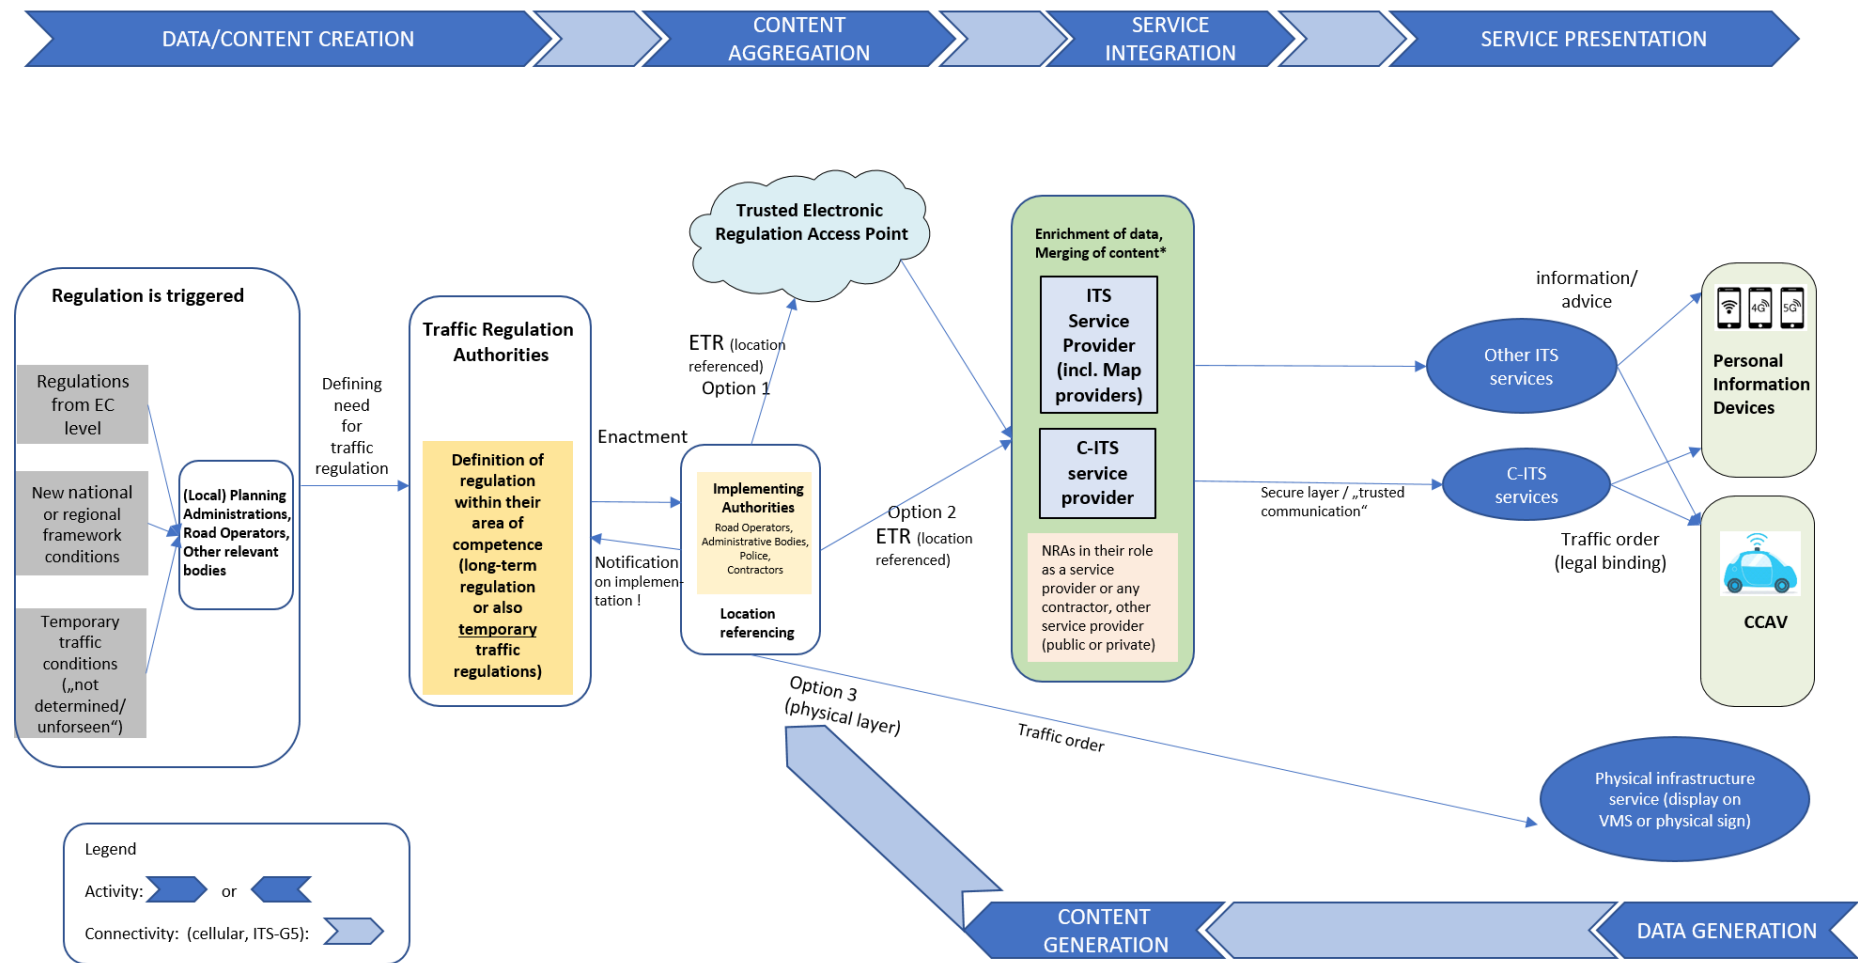 DATA/CONTENT CREATION
CONTENT
AGGREGATION
SERVICE
INTEGRATION
SERVICE PRESENTATION
Regulation is triggered
Regulations
from EC
level
New national
or regional
framework
conditions
Temporary
traffic
conditions
(„not
determined/
unforseen“)
(Local) Planning
Administrations,
Road Operators,
Other relevant
bodies
Defining
need
for
traffic
regulation
Traffic Regulation
Authorities
Definition of
regulation
within their
area of
competence
(long-term
regulation
or also
temporary
traffic
regulations)
Enactment
Notification
on implemen-
tation !
Trusted Electronic
Regulation Access Point
ETR (location
referenced)
Option 1
Implementing
Authorities
Road Operators,
Administrative Bodies,
Police,
Contractors
Location
referencing
Option 2
ETR (location
referenced)
Option 3
(physical layer)
Traffic order
Enrichment of data,
Merging of content*
ITS
Service
Provider
(incl. Map
providers)
C-ITS
service
provider
NRAs in their role
as a service
provider or any
contractor, other
service provider
(public or private)
Secure layer / „trusted
communication“
information/
advice
Other ITS
services
C-ITS
services
Traffic order
(legal binding)
4G
5G
Personal
Information
Devices
CCAV
Physical infrastructure
service (display on
VMS or physical sign)
Legend
Activity: or
Connectivity: (cellular, ITS-G5):
CONTENT
GENERATION
DATA GENERATION